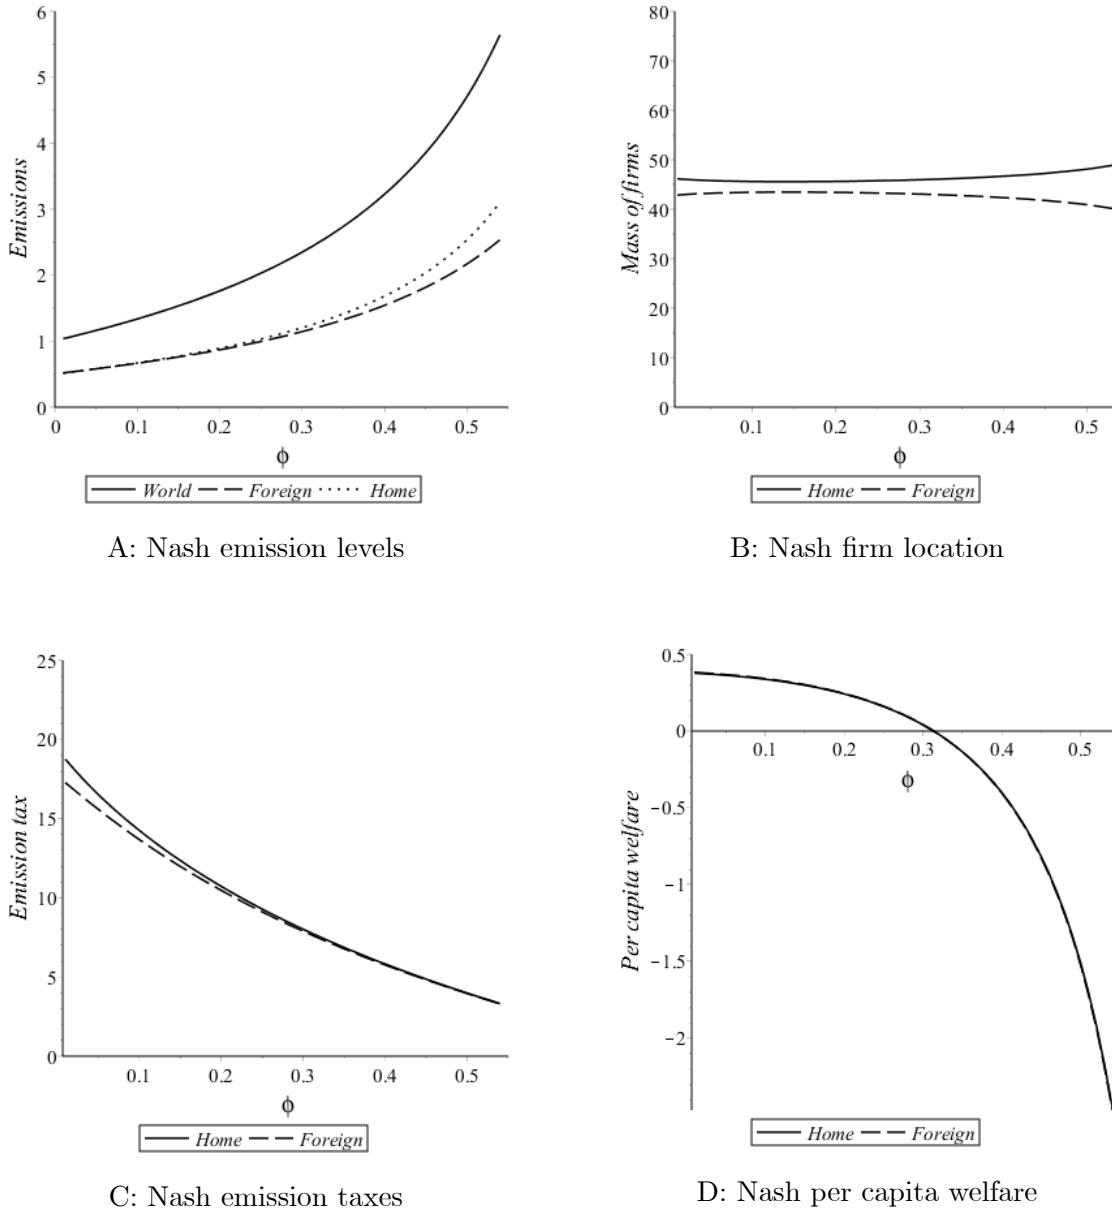 6
5
4
3
2
1
0
Emissions
0 0.1 0.2 0.3 0.4 0.5
ϕ
World Foreign Home
A: Nash emission levels
80
70
60
50
40
30
20
10
0
Mass of firms
0.1 0.2 0.3 0.4 0.5
ϕ
Home Foreign
B: Nash firm location
25
20
15
10
5
0
Emission tax
0.1 0.2 0.3 0.4 0.5
ϕ
Home Foreign
C: Nash emission taxes
0.5
0
−0.5
−1
−1.5
−2
Per capita welfare
0.1 0.2 0.3 0.4 0.5
ϕ
Home Foreign
D: Nash per capita welfare